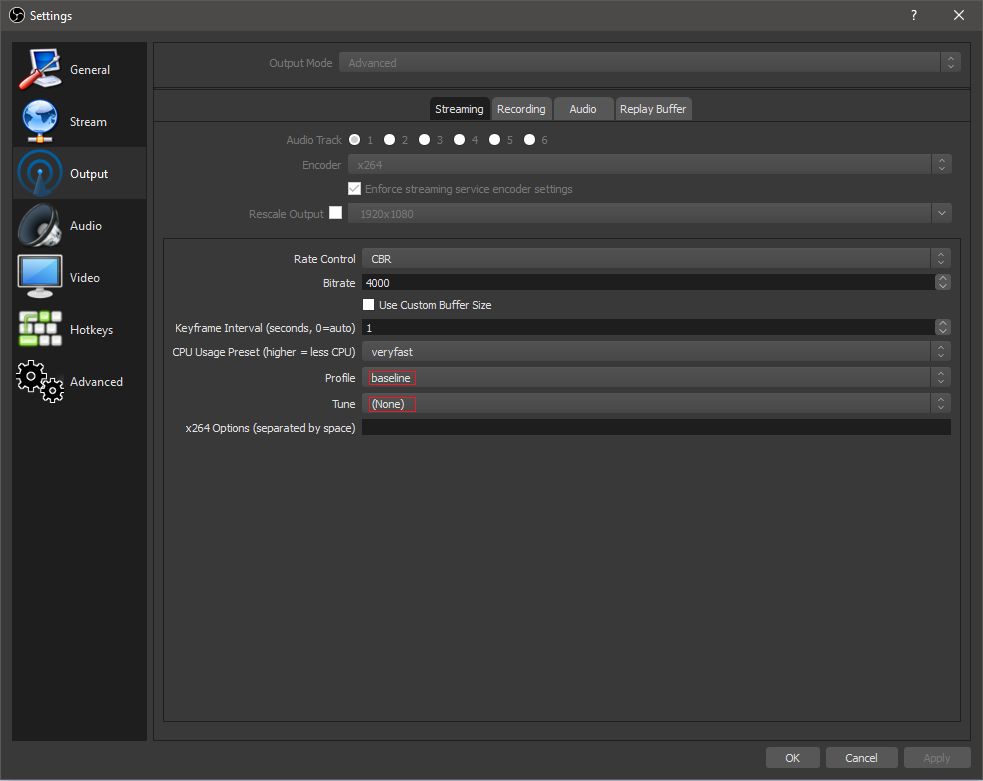 Settings
?
General
Stream
Output
Audio
Video
Hotkeys
Advanced
Output Mode Advanced
Streaming Recording Audio Replay Buffer
Audio Track 1 2 3 4 5 6
Encoder x264
Enforce streaming service encoder settings
Rescale Output 1920x1080
Rate Control CBR
Bitrate 4000
Use Custom Buffer Size
Keyframe Interval (seconds, 0=auto) 1
CPU Usage Preset (higher = less CPU) veryfast
Profile baseline
Tune (None)
x264 Options (separated by space)
OK Cancel Apply